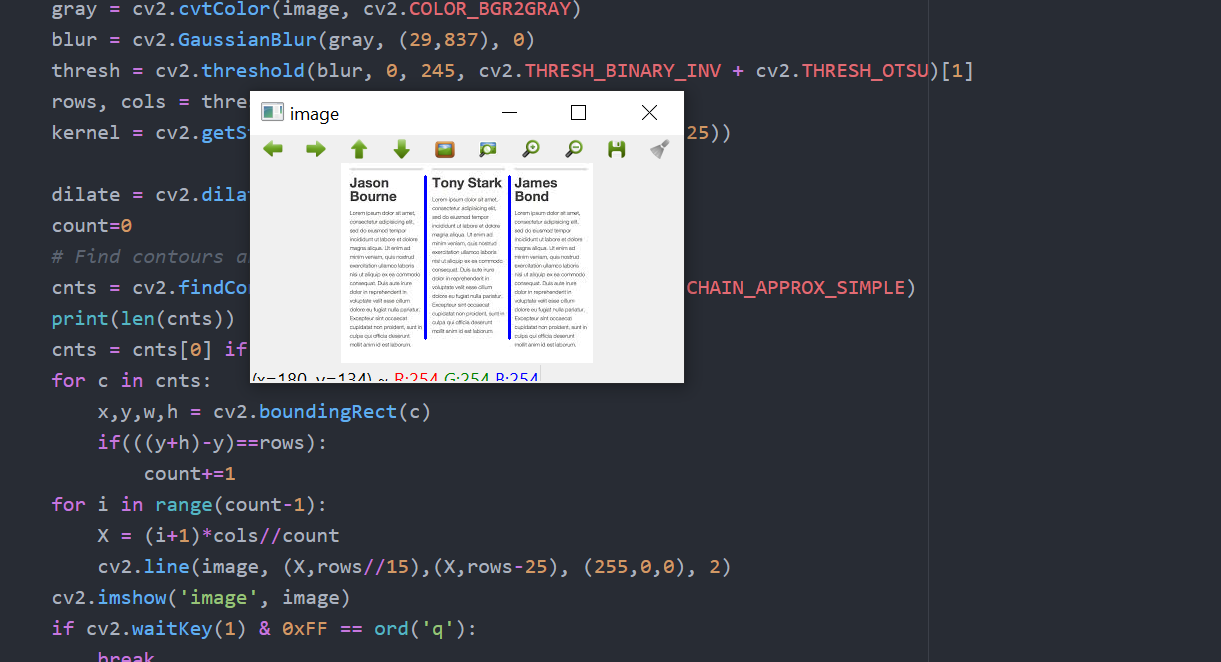 gray = cv2.cvtColor(image, cv2.COLOR_BGR2GRAY)
blur = cv2.GaussianBlur(gray, (29,837), 0)
thresh = cv2.threshold(blur, 0, 245, cv2.THRESH_BINARY_INV + cv2.THRESH_OTSU)[1]
rows, cols = thre
kernel = cv2.getSt 25))
dilate = cv2.dilat
count=0
# Find contours a
cnts = cv2.findCo CHAIN_APPROX_SIMPLE)
print(len(cnts))
cnts = cnts[0] if
for c in cnts:
x,y,w,h = cv2.boundingRect(c)
if(((y+h)-y)==rows):
count+=1
for i in range(count-1):
X = (i+1)*cols//count
cv2.line(image, (X,rows//15),(X,rows-25), (255,0,0), 2)
cv2.imshow('image', image)
if cv2.waitKey(1) & 0xFF == ord('q'):
break
image
Jason
Bourne
Lorem ipsum dolor sit amet,
consectetur adipisicing elit,
sed do eiusmod tempor
incididunt ut labore et dolore
magna aliqua. Ut enim ad
minim veniam, quis nostrud
exercitation ullamco laboris
nisi ut aliquip ex ea commodo
consequat. Duis aute irure
dolor in reprehenderit in
voluptate velit esse cillum
dolore eu fugiat nulla pariatur.
Excepteur sint occaecat
cupidatat non proident, sunt in
culpa qui officia deserunt
mollit anim id est laborum.
Tony Stark
Lorem ipsum dolor sit amet,
consectetur adipisicing elit,
sed do eiusmod tempor
incididunt ut labore et dolore
magna aliqua. Ut enim ad
minim veniam, quis nostrud
exercitation ullamco laboris
nisi ut aliquip ex ea commodo
consequat. Duis aute irure
dolor in reprehenderit in
voluptate velit esse cillum
dolore eu fugiat nulla pariatur.
Excepteur sint occaecat
cupidatat non proident, sunt in
culpa qui officia deserunt
mollit anim id est laborum.
James
Bond
Lorem ipsum dolor sit amet,
consectetur adipisicing elit,
sed do eiusmod tempor
incididunt ut labore et dolore
magna aliqua. Ut enim ad
minim veniam, quis nostrud
exercitation ullamco laboris
nisi ut aliquip ex ea commodo
consequat. Duis aute irure
dolor in reprehenderit in
voluptate velit esse cillum
dolore eu fugiat nulla pariatur.
Excepteur sint occaecat
cupidatat non proident, sunt in
culpa qui officia deserunt
mollit anim id est laborum.
(x=180, y=134) ~ R:254 G:254 B:254